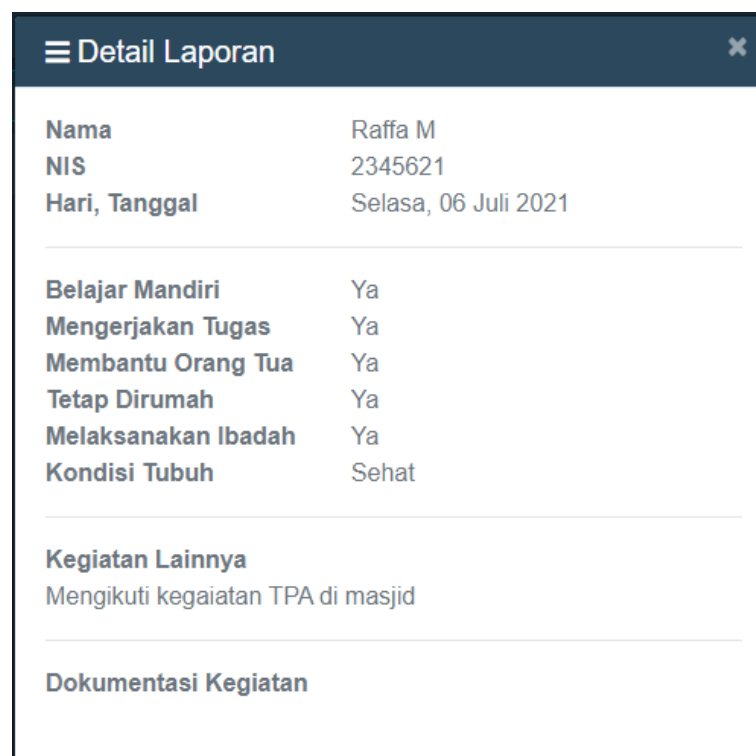 Detail Laporan
Nama Raffa M
NIS 2345621
Hari, Tanggal Selasa, 06 Juli 2021
Belajar Mandiri Ya
Mengerjakan Tugas Ya
Membantu Orang Tua Ya
Tetap Dirumah Ya
Melaksanakan Ibadah Ya
Kondisi Tubuh Sehat
Kegiatan Lainnya
Mengikuti kegaiatan TPA di masjid
Dokumentasi Kegiatan